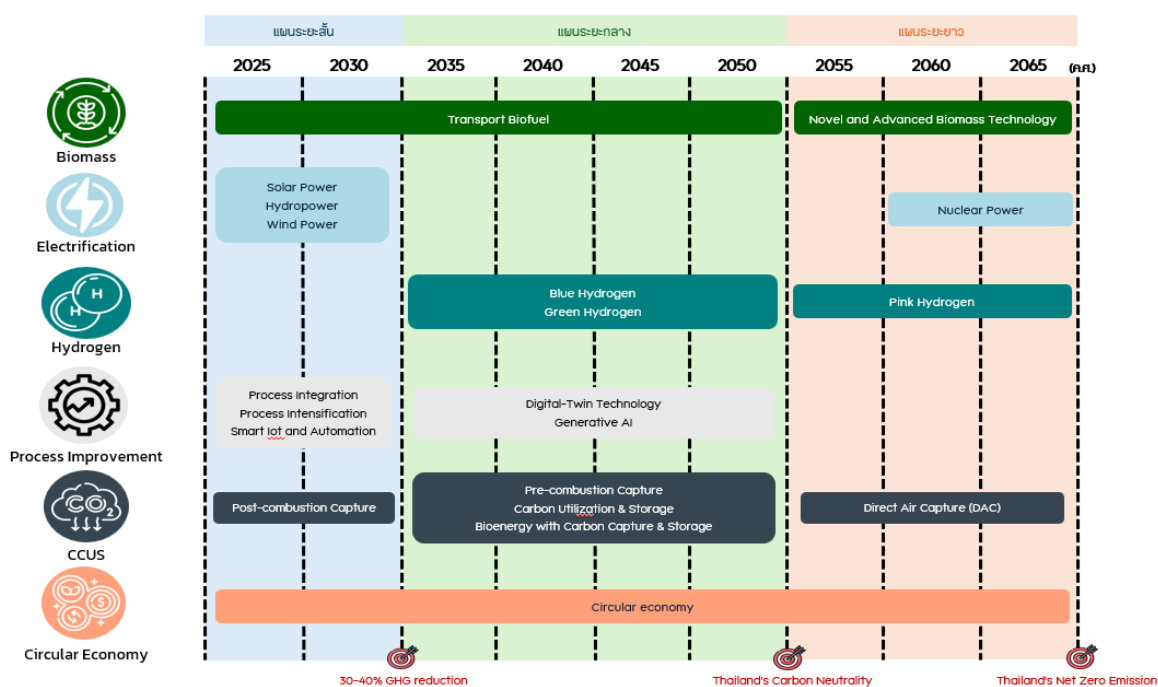 แผนระยะสั้น
แผนระยะกลาง
แผนระยะยาว
2025 2030 2035 2040 2045 2050 2055 2060 2065 (ค.ศ.)
Biomass
Transport Biofuel
Novel and Advanced Biomass Technology
Electrification
Solar Power
Hydropower
Wind Power
Nuclear Power
H
H
Hydrogen
Blue Hydrogen
Green Hydrogen
Pink Hydrogen
Process Improvement
Process Integration
Process Intensification
Smart Iot and Automation
Digital-Twin Technology
Generative AI
CO2
CCUS
Post-combustion Capture
Pre-combustion Capture
Carbon Utilization & Storage
Bioenergy with Carbon Capture & Storage
Direct Air Capture (DAC)
$
Circular Economy
Circular economy
30-40% GHG reduction
Thailand's Carbon Neutrality
Thailand's Net Zero Emission